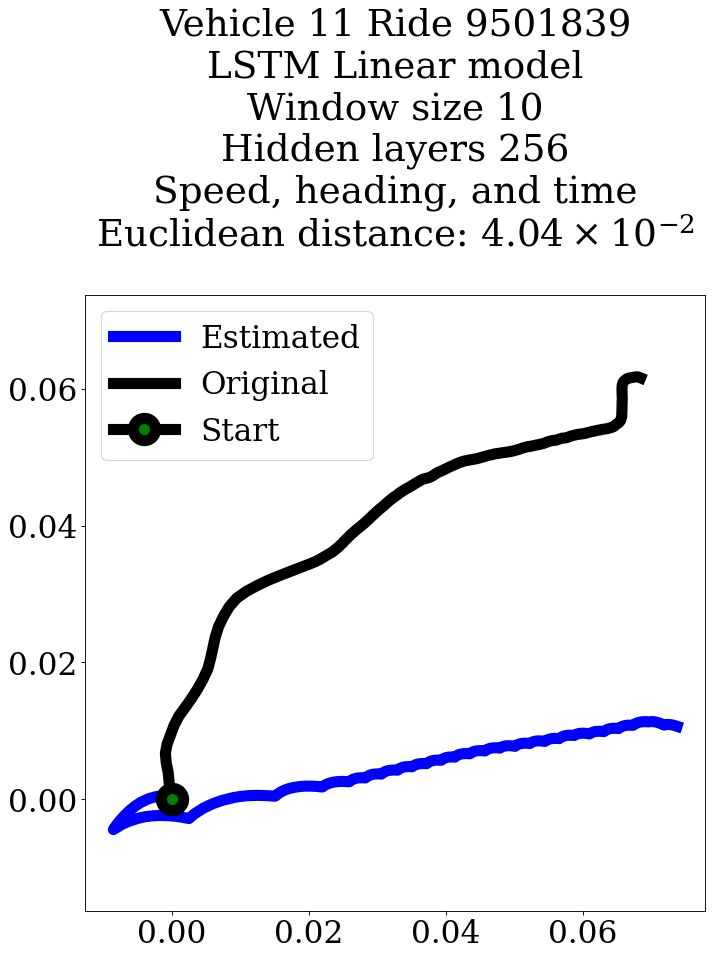 Vehicle 11 Ride 9501839
LSTM Linear model
Window size 10
Hidden layers 256
Speed, heading, and time
Euclidean distance: 4.04 × 10⁻²
Estimated
Original
Start
0.06
0.04
0.02
0.00
0.00 0.02 0.04 0.06